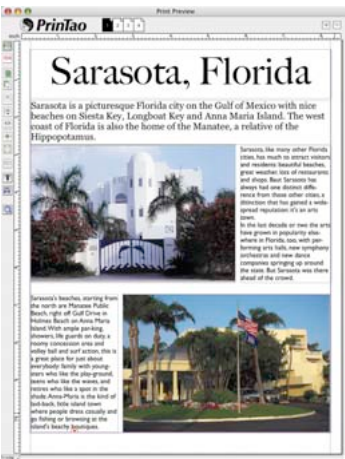 Print Preview
PrinTao
1 2 3 4
Sarasota, Florida
Sarasota is a picturesque Florida city on the Gulf of Mexico with nice
beaches on Siesta Key, Longboat Key and Anna Maria Island. The west
coast of Florida is also the home of the Manatee, a relative of the
Hippopotamus.
Sarasota, like many other Florida
cities, has much to attract visitors
and residents: beautiful beaches,
great weather, lots of restaurants
and shops. Beut Sarasota has
always had one distinct diffe-
rence from those other cities, a
distinction that has gained a wide-
spread reputation: it's an arts
town.
In the last decade or two the arts
have grown in popularity else-
where in Florida, too, with per-
forming arts halls, new symphony
orchestras and new dance
companies springing up around
the state. But Sarasota was there
ahead of the crowd.
Sarasota's beaches, starting from
the north are Manatee Public
Beach, right off Gulf Drive in
Holmes Beach on Anna Maria
Island. With ample par-king,
showers, life guards on duty, a
roomy concession area and
volley ball and surf action, this is
a great place for just about
everybody: family with young-
sters who like the play-ground,
teens who like the waves, and
retires who like a spot in the
shade. Anna-Maria is the kind of
laid-back, little island town
where people dress casually and
go fishing or browsing at the
island's beachy boutiques.